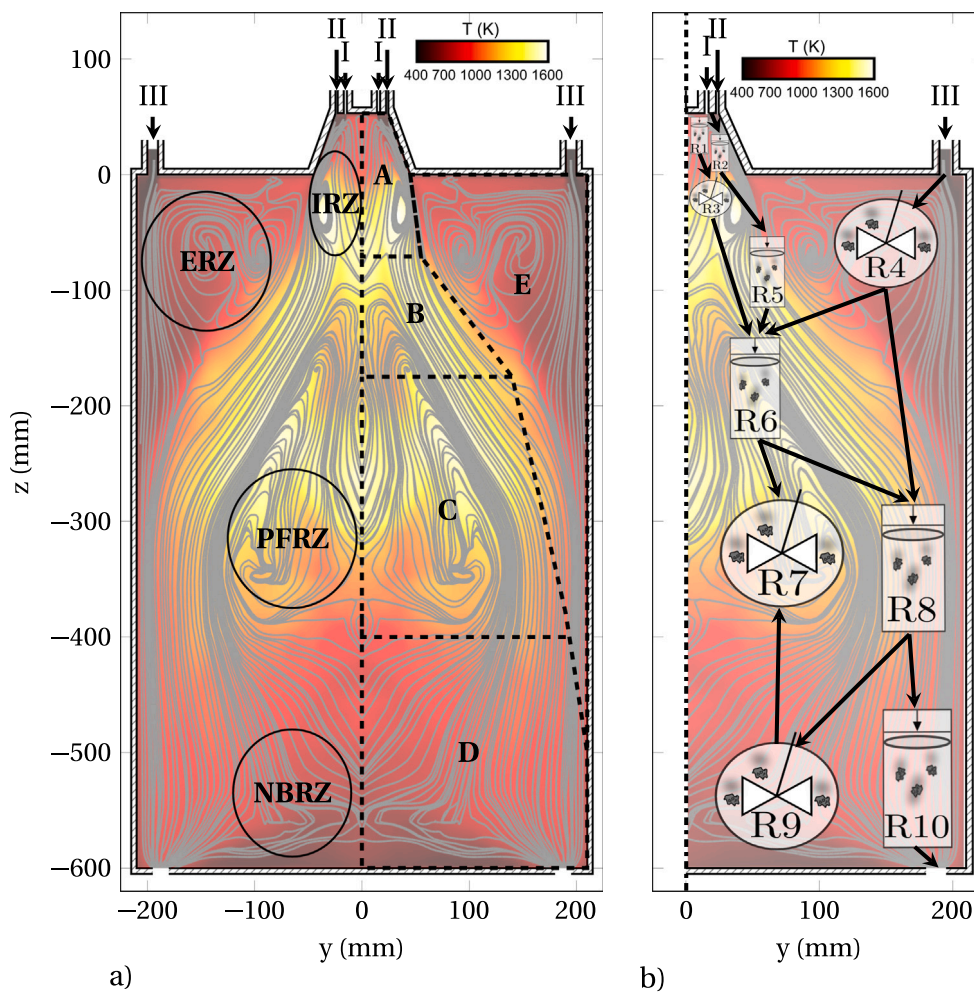 II
I I
T (K)
400 700 1000 1300 1600
III
III
100
0
−100
−200
−300
−400
−500
−600
z (mm)
A
IRZ
ERZ
E
B
C
PFRZ
D
NBRZ
−200 −100 0 100 200
y (mm)
a)
II
I
T (K)
400 700 1000 1300 1600
III
R1
R2
R3
R4
R5
R6
R7
R8
R9
R10
0 100 200
y (mm)
b)